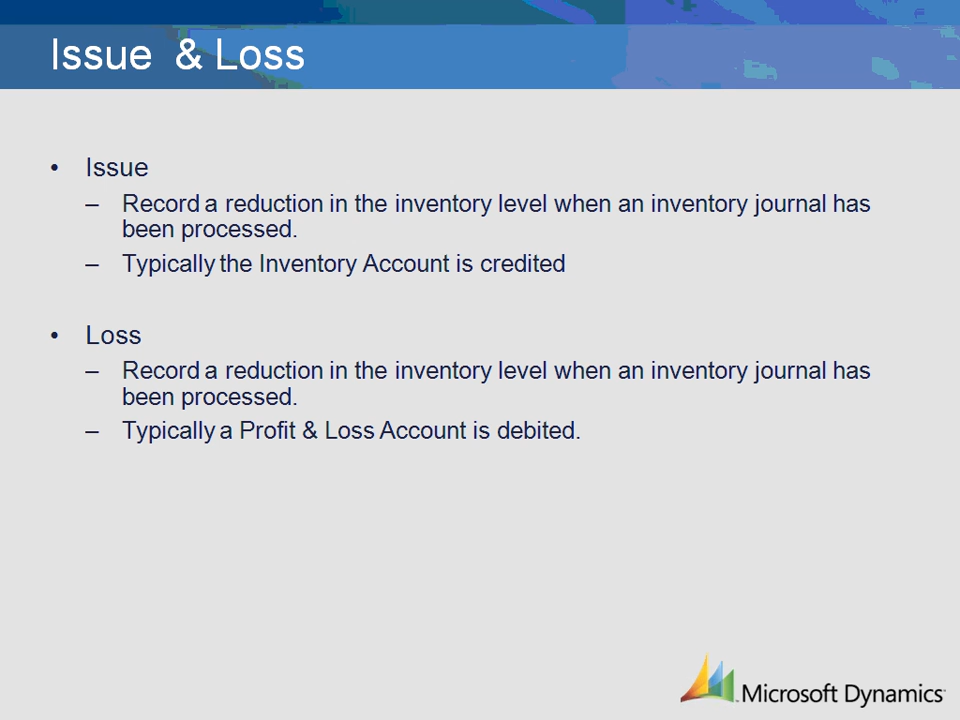 Issue & Loss
• Issue
– Record a reduction in the inventory level when an inventory journal has
been processed.
– Typically the Inventory Account is credited
• Loss
– Record a reduction in the inventory level when an inventory journal has
been processed.
– Typically a Profit & Loss Account is debited.
Microsoft Dynamics